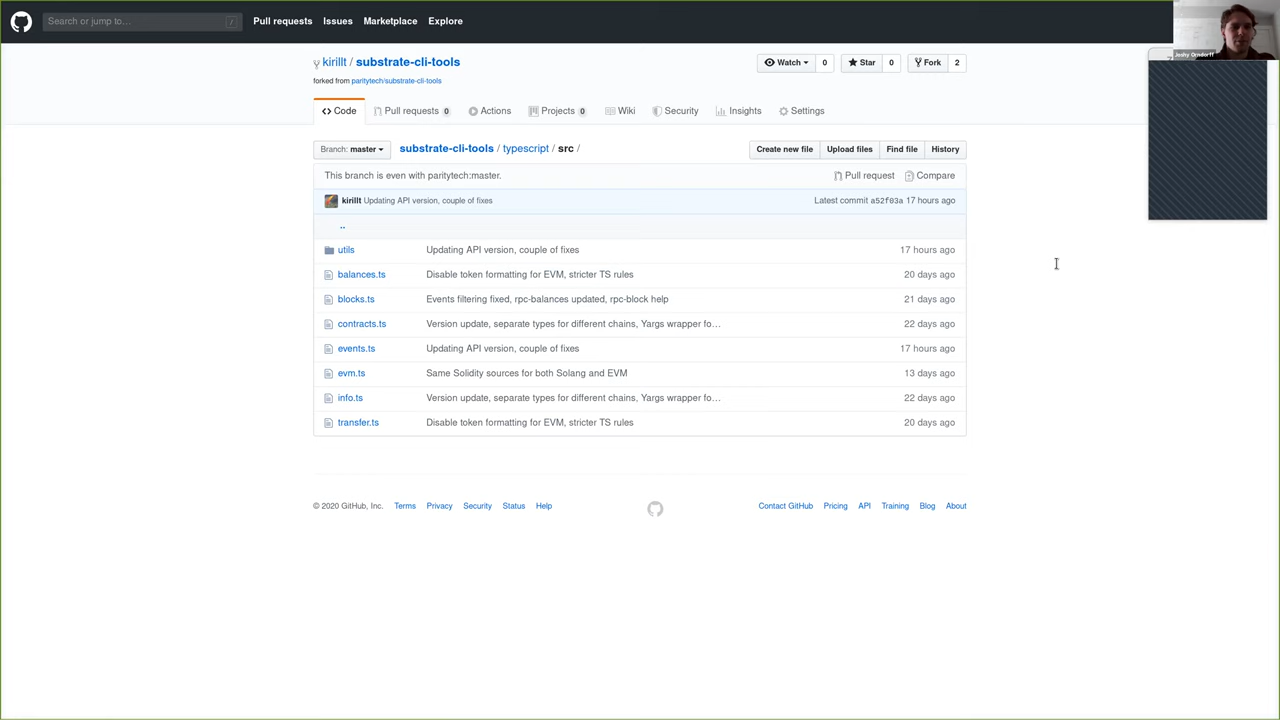 Search or jump to...
/
Pull requests
Issues
Marketplace
Explore
Joshy Orndorff
kirillt / substrate-cli-tools
forked from paritytech/substrate-cli-tools
Watch
0
Star
0
Fork
2
Code
Pull requests 0
Actions
Projects 0
Wiki
Security
Insights
Settings
Branch: master
substrate-cli-tools / typescript / src /
Create new file
Upload files
Find file
History
This branch is even with paritytech:master.
Pull request
Compare
kirillt Updating API version, couple of fixes
Latest commit a52f03a 17 hours ago
..
utils Updating API version, couple of fixes 17 hours ago
balances.ts Disable token formatting for EVM, stricter TS rules 20 days ago
blocks.ts Events filtering fixed, rpc-balances updated, rpc-block help 21 days ago
contracts.ts Version update, separate types for different chains, Yargs wrapper fo... 22 days ago
events.ts Updating API version, couple of fixes 17 hours ago
evm.ts Same Solidity sources for both Solang and EVM 13 days ago
info.ts Version update, separate types for different chains, Yargs wrapper fo... 22 days ago
transfer.ts Disable token formatting for EVM, stricter TS rules 20 days ago
© 2020 GitHub, Inc.
Terms
Privacy
Security
Status
Help
Contact GitHub
Pricing
API
Training
Blog
About